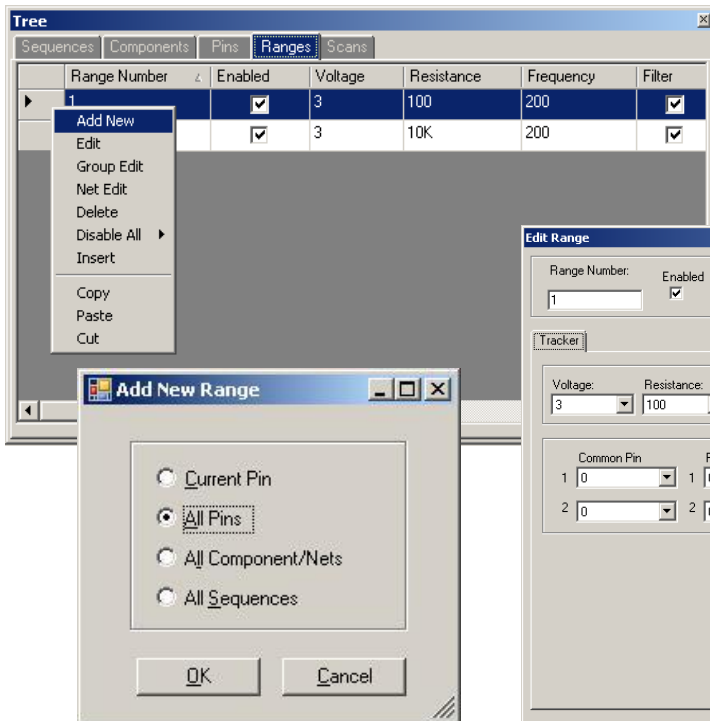 Tree
Sequences Components Pins Ranges Scans
Range Number Enabled Voltage Resistance Frequency Filter
1 3 100 200
3 10K 200
Add New
Edit
Group Edit
Net Edit
Delete
Disable All
Insert
Copy
Paste
Cut
Edit Range
Range Number: Enabled
1
Tracker
Voltage: Resistance:
3 100
Common Pin
1 0 1
2 0 2
Add New Range
Current Pin
All Pins
All Component/Nets
All Sequences
OK Cancel